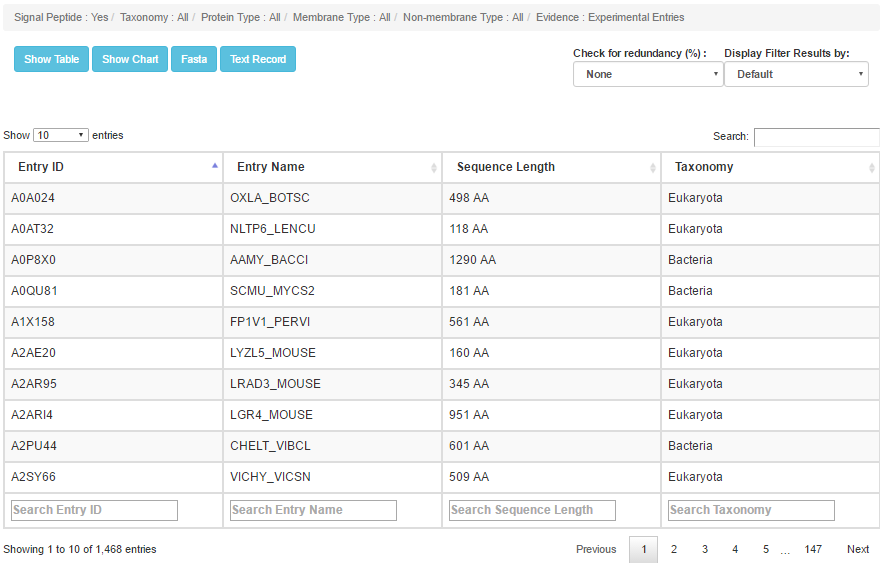 Signal Peptide : Yes / Taxonomy : All / Protein Type : All / Membrane Type : All / Non-membrane Type : All / Evidence : Experimental Entries
Show Table Show Chart Fasta Text Record
Check for redundancy (%) : Display Filter Results by:
None Default
Show 10 entries Search:
Entry ID Entry Name Sequence Length Taxonomy
A0A024 OXLA_BOTSC 498 AA Eukaryota
A0AT32 NLTP6_LENCU 118 AA Eukaryota
A0P8X0 AAMY_BACCI 1290 AA Bacteria
A0QU81 SCMU_MYCS2 181 AA Bacteria
A1X158 FP1V1_PERVI 561 AA Eukaryota
A2AE20 LYZL5_MOUSE 160 AA Eukaryota
A2AR95 LRAD3_MOUSE 345 AA Eukaryota
A2ARI4 LGR4_MOUSE 951 AA Eukaryota
A2PU44 CHELT_VIBCL 601 AA Bacteria
A2SY66 VICHY_VICSN 509 AA Eukaryota
Search Entry ID Search Entry Name Search Sequence Length Search Taxonomy
Showing 1 to 10 of 1,468 entries Previous 1 2 3 4 5 ... 147 Next